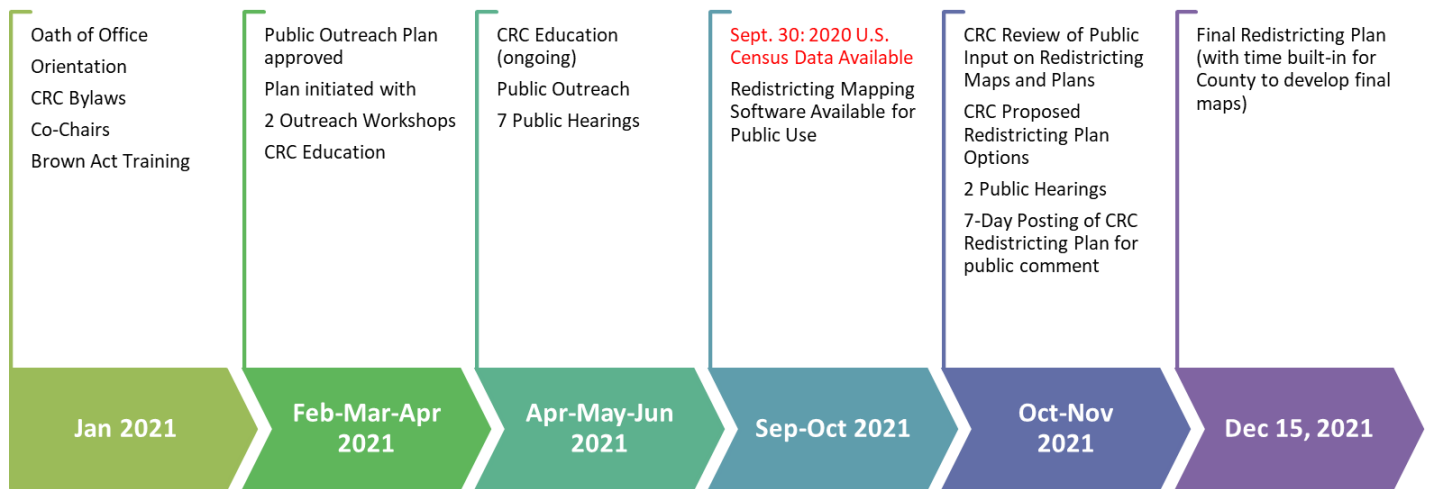 Oath of Office
Orientation
CRC Bylaws
Co-Chairs
Brown Act Training
Public Outreach Plan
approved
Plan initiated with
2 Outreach Workshops
CRC Education
CRC Education
(ongoing)
Public Outreach
7 Public Hearings
Sept. 30: 2020 U.S.
Census Data Available
Redistricting Mapping
Software Available for
Public Use
CRC Review of Public
Input on Redistricting
Maps and Plans
CRC Proposed
Redistricting Plan
Options
2 Public Hearings
7-Day Posting of CRC
Redistricting Plan for
public comment
Final Redistricting Plan
(with time built-in for
County to develop final
maps)
Jan 2021
Feb-Mar-Apr
2021
Apr-May-Jun
2021
Sep-Oct 2021
Oct-Nov
2021
Dec 15, 2021